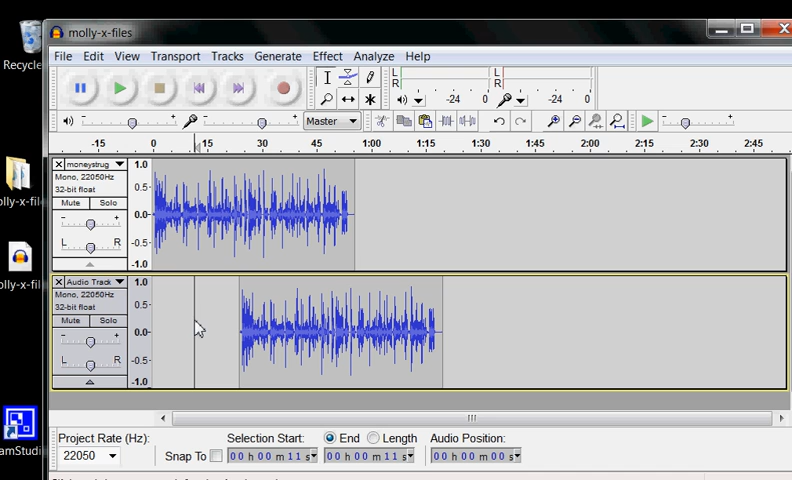 molly-x-files
Recycle
File Edit View Transport Tracks Generate Effect Analyze Help
L
R
-24 0
L
R
-24 0
Master
-15 0 15 30 45 1:00 1:15 1:30 1:45 2:00 2:15 2:30 2:45
moneystrug
Mono, 22050Hz
32-bit float
Mute Solo
- +
L R
1.0
0.5
0.0
-0.5
-1.0
olly-x-file
Audio Track
Mono, 22050Hz
32-bit float
Mute Solo
- +
L R
1.0
0.5
0.0
-0.5
-1.0
olly-x-fil
amStudi
Project Rate (Hz):
22050
Snap To
Selection Start:
End Length
Audio Position:
00 h 00 m 11 s
00 h 00 m 11 s
00 h 00 m 00 s